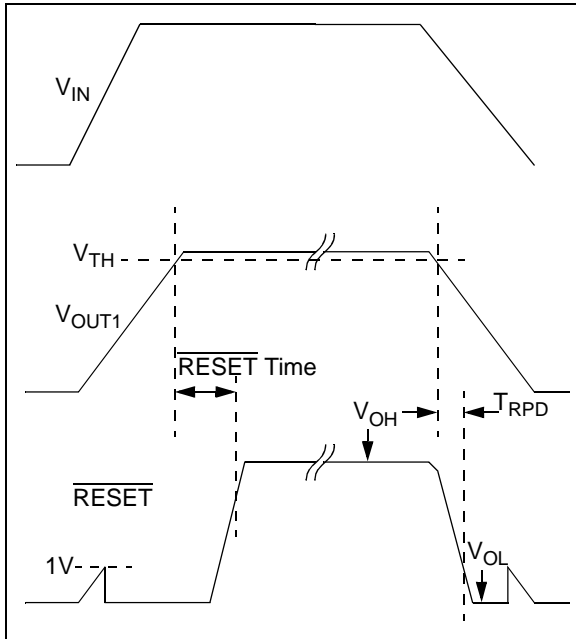 V_IN
V_TH
V_OUT1
RESET Time
V_OH
T_RPD
RESET
1V
V_OL